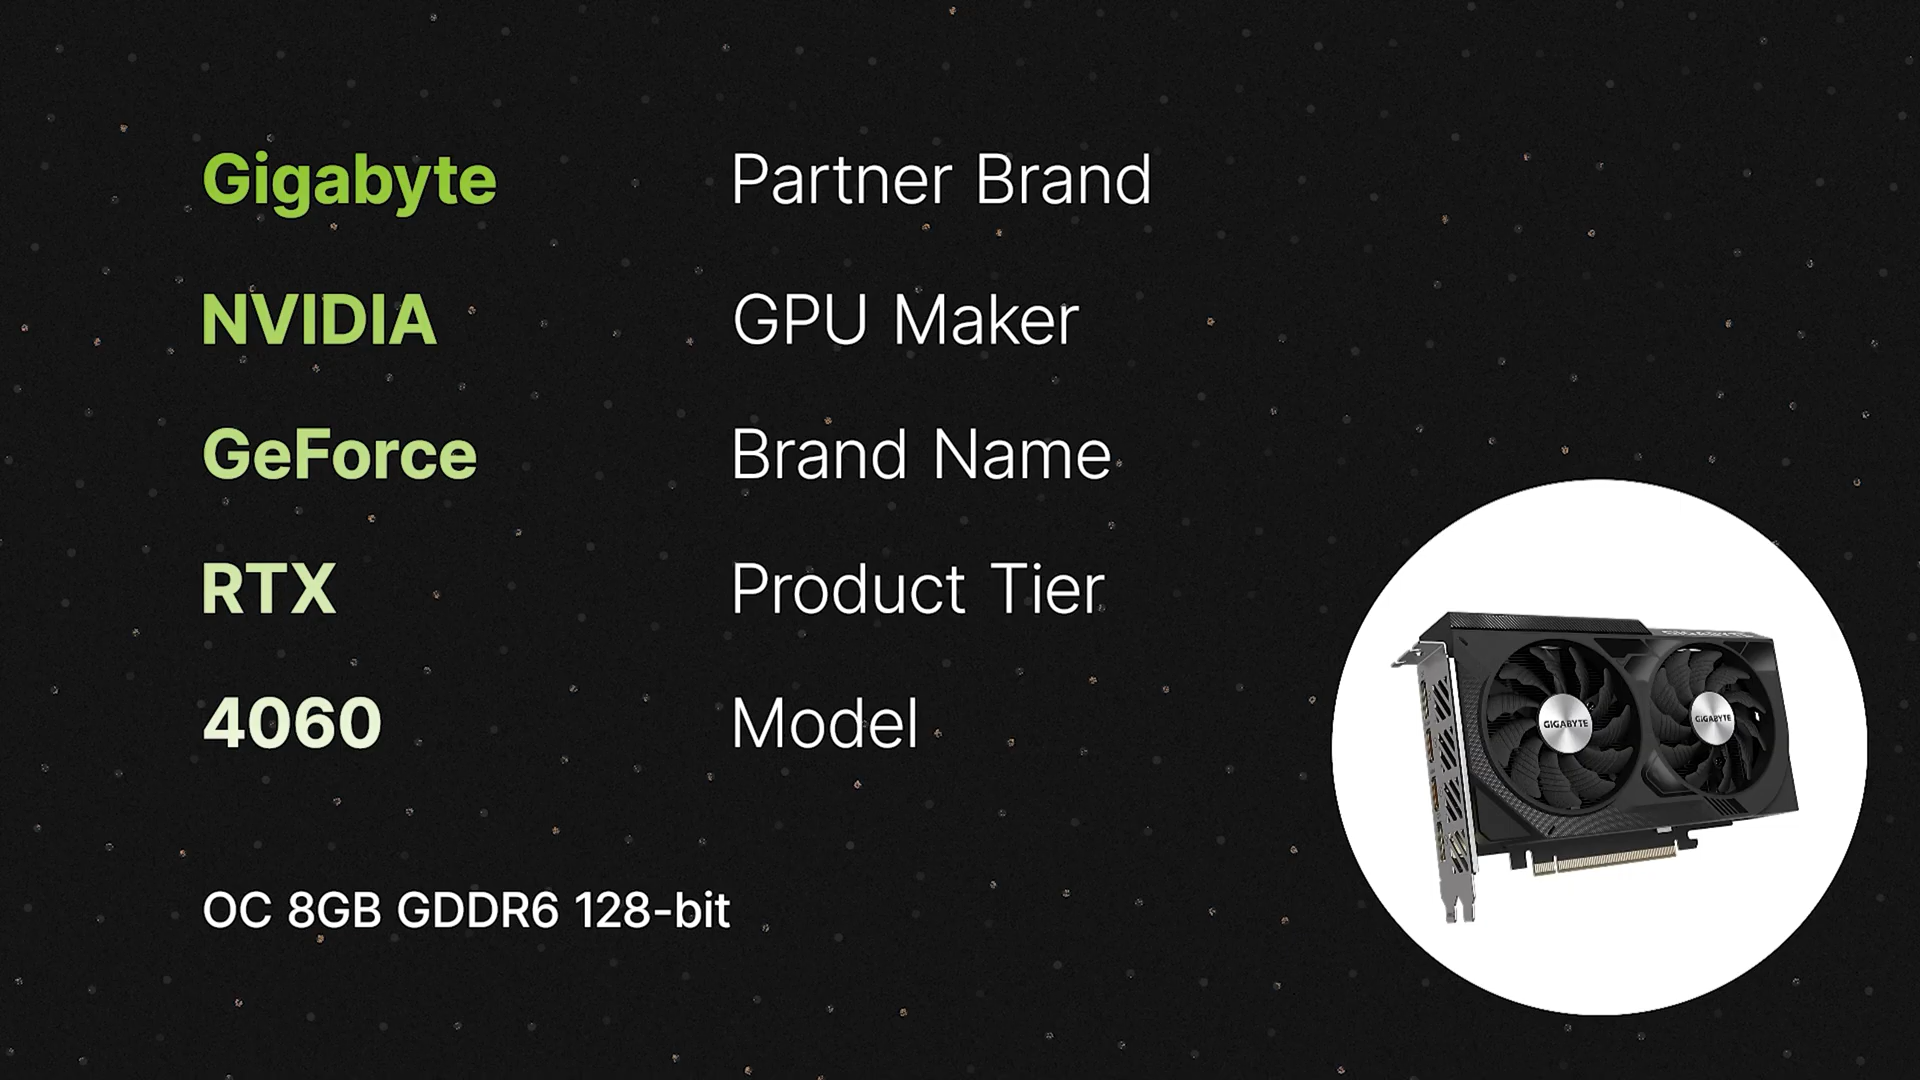 Gigabyte Partner Brand
NVIDIA GPU Maker
GeForce Brand Name
RTX Product Tier
4060 Model
OC 8GB GDDR6 128-bit
GIGABYTE
GIGABYTE
GIGABYTE